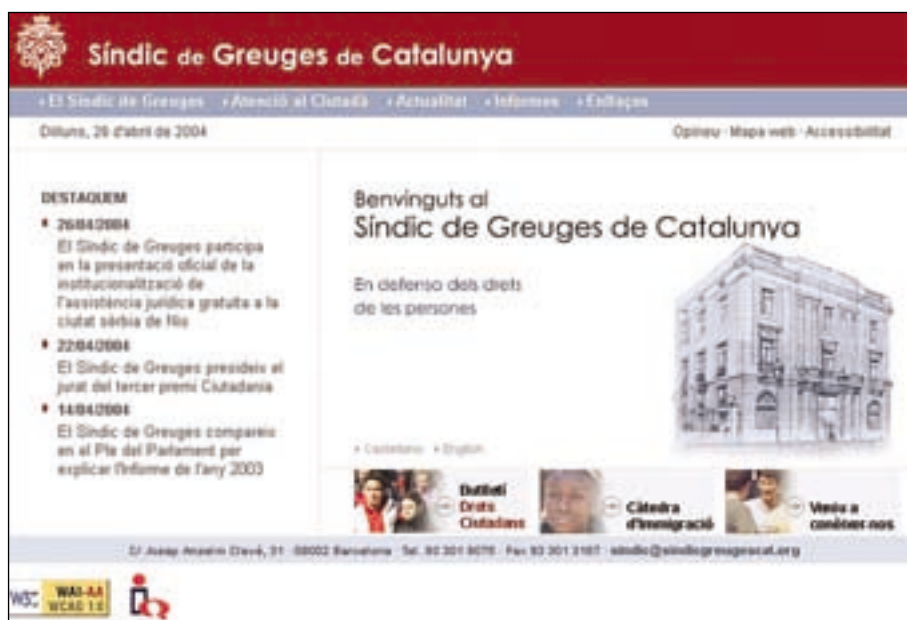 Síndic de Greuges de Catalunya
El Síndic de Greuges Atenció al Ciutadà Actualitat Informes Enllaços
Dilluns, 26 d'abril de 2004
Opineu · Mapa web · Accessibilitat
DESTAQUEM
26/04/2004
El Síndic de Greuges participa
en la presentació oficial de la
institucionalització de
l'assistència jurídica gratuïta a la
ciutat sèrbia de Nis
22/04/2004
El Síndic de Greuges presideix el
jurat del tercer premi Ciutadania
14/04/2004
El Síndic de Greuges compareix
en el Ple del Parlament per
explicar l'Informe de l'any 2003
Benvinguts al
Síndic de Greuges de Catalunya
En defensa dels drets
de les persones
Castellano English
Butlletí
Drets
Ciutadans
Càtedra
d'Immigració
Veniu a
conèixer-nos
C/ Josep Anselm Clavé, 31 · 08002 Barcelona · Tel. 93 301 8075 · Fax 93 301 3187 · sindic@sindicgreugescat.org
W3C WAI-AA
WCAG 1.0